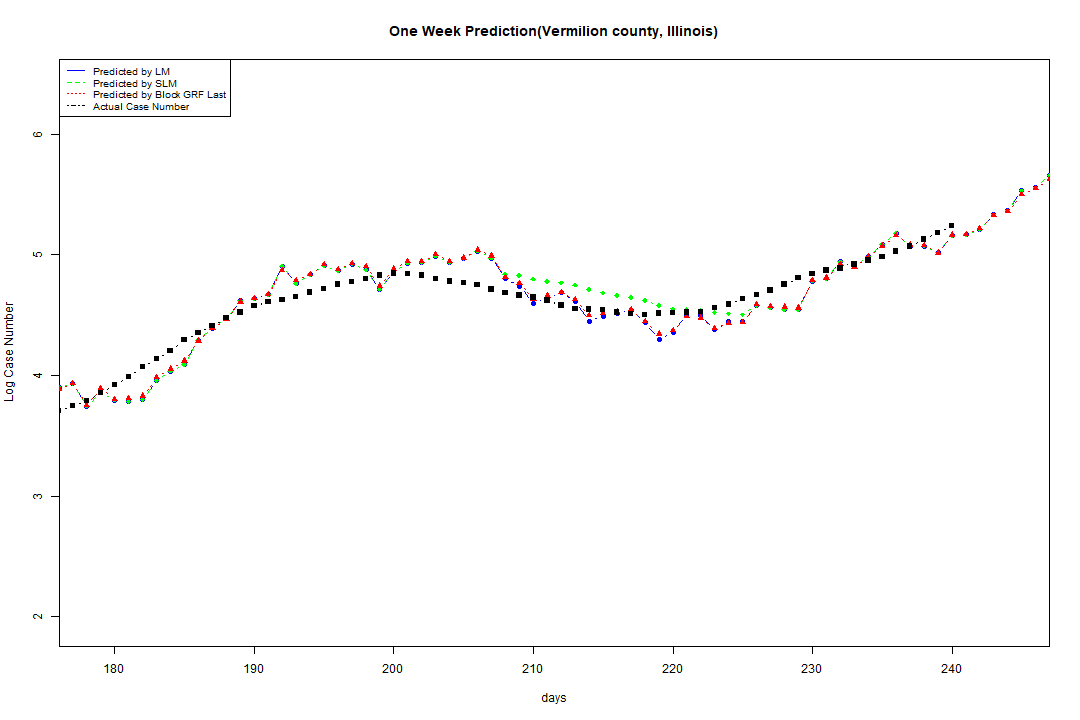 One Week Prediction(Vermilion county, Illinois)
Predicted by LM
Predicted by SLM
Predicted by Block GRF Last
Actual Case Number
Log Case Number
6
5
4
3
2
180 190 200 210 220 230 240
days